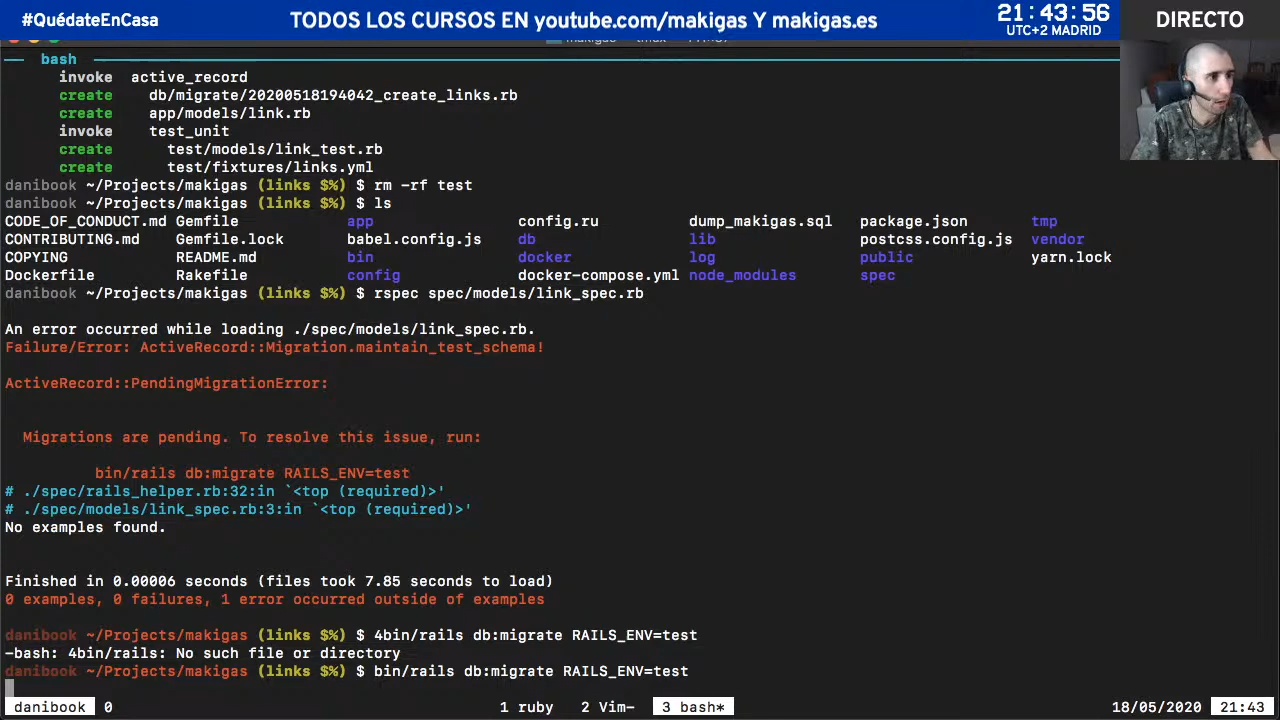 #QuédateEnCasa
TODOS LOS CURSOS EN youtube.com/makigas Y makigas.es
21:43:56
UTC+2 MADRID
DIRECTO
bash
invoke active_record
create db/migrate/20200518194042_create_links.rb
create app/models/link.rb
invoke test_unit
create test/models/link_test.rb
create test/fixtures/links.yml
danibook ~/Projects/makigas (links $%) $ rm -rf test
danibook ~/Projects/makigas (links $%) $ ls
CODE_OF_CONDUCT.md Gemfile app config.ru dump_makigas.sql package.json tmp
CONTRIBUTING.md Gemfile.lock babel.config.js db lib postcss.config.js vendor
COPYING README.md bin docker log public yarn.lock
Dockerfile Rakefile config docker-compose.yml node_modules spec
danibook ~/Projects/makigas (links $%) $ rspec spec/models/link_spec.rb
An error occurred while loading ./spec/models/link_spec.rb.
Failure/Error: ActiveRecord::Migration.maintain_test_schema!
ActiveRecord::PendingMigrationError:
Migrations are pending. To resolve this issue, run:
bin/rails db:migrate RAILS_ENV=test
# ./spec/rails_helper.rb:32:in `<top (required)>'
# ./spec/models/link_spec.rb:3:in `<top (required)>'
No examples found.
Finished in 0.00006 seconds (files took 7.85 seconds to load)
0 examples, 0 failures, 1 error occurred outside of examples
danibook ~/Projects/makigas (links $%) $ 4bin/rails db:migrate RAILS_ENV=test
-bash: 4bin/rails: No such file or directory
danibook ~/Projects/makigas (links $%) $ bin/rails db:migrate RAILS_ENV=test
danibook 0 1 ruby 2 Vim- 3 bash* 18/05/2020 21:43